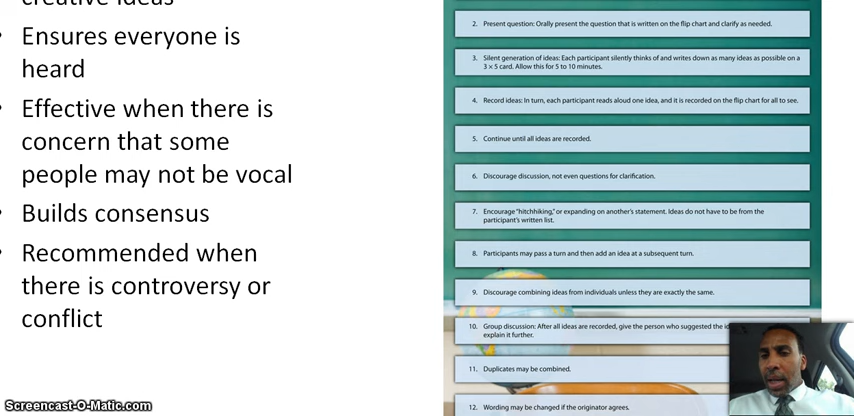 creative ideas
• Ensures everyone is
heard
• Effective when there is
concern that some
people may not be vocal
• Builds consensus
• Recommended when
there is controversy or
conflict
2. Present question: Orally present the question that is written on the flip chart and clarify as needed.
3. Silent generation of ideas: Each participant silently thinks of and writes down as many ideas as possible on a
3 × 5 card. Allow this for 5 to 10 minutes.
4. Record ideas: In turn, each participant reads aloud one idea, and it is recorded on the flip chart for all to see.
5. Continue until all ideas are recorded.
6. Discourage discussion, not even questions for clarification.
7. Encourage "hitchhiking," or expanding on another's statement. Ideas do not have to be from the
participant's written list.
8. Participants may pass a turn and then add an idea at a subsequent turn.
9. Discourage combining ideas from individuals unless they are exactly the same.
10. Group discussion: After all ideas are recorded, give the person who suggested the
explain it further.
11. Duplicates may be combined.
12. Wording may be changed if the originator agrees.
Screencast-O-Matic.com